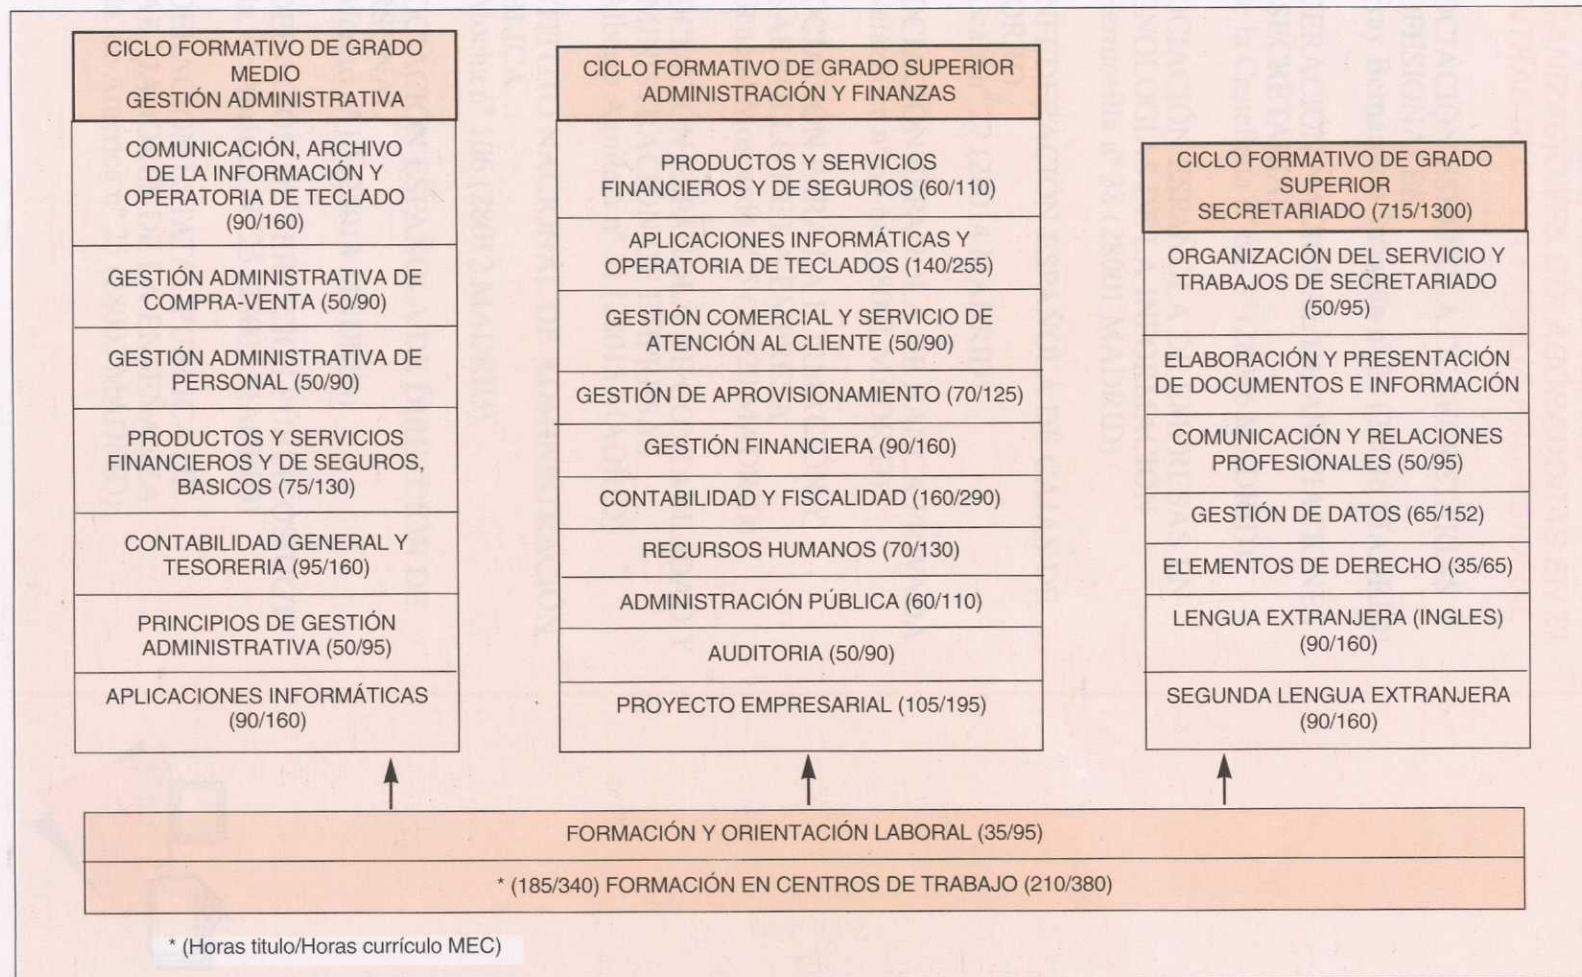 CICLO FORMATIVO DE GRADO
MEDIO
GESTIÓN ADMINISTRATIVA
COMUNICACIÓN, ARCHIVO
DE LA INFORMACIÓN Y
OPERATORIA DE TECLADO
(90/160)
GESTIÓN ADMINISTRATIVA DE
COMPRA-VENTA (50/90)
GESTIÓN ADMINISTRATIVA DE
PERSONAL (50/90)
PRODUCTOS Y SERVICIOS
FINANCIEROS Y DE SEGUROS,
BASICOS (75/130)
CONTABILIDAD GENERAL Y
TESORERIA (95/160)
PRINCIPIOS DE GESTIÓN
ADMINISTRATIVA (50/95)
APLICACIONES INFORMÁTICAS
(90/160)
CICLO FORMATIVO DE GRADO SUPERIOR
ADMINISTRACIÓN Y FINANZAS
PRODUCTOS Y SERVICIOS
FINANCIEROS Y DE SEGUROS (60/110)
APLICACIONES INFORMÁTICAS Y
OPERATORIA DE TECLADOS (140/255)
GESTIÓN COMERCIAL Y SERVICIO DE
ATENCIÓN AL CLIENTE (50/90)
GESTIÓN DE APROVISIONAMIENTO (70/125)
GESTIÓN FINANCIERA (90/160)
CONTABILIDAD Y FISCALIDAD (160/290)
RECURSOS HUMANOS (70/130)
ADMINISTRACIÓN PÚBLICA (60/110)
AUDITORIA (50/90)
PROYECTO EMPRESARIAL (105/195)
CICLO FORMATIVO DE GRADO
SUPERIOR
SECRETARIADO (715/1300)
ORGANIZACIÓN DEL SERVICIO Y
TRABAJOS DE SECRETARIADO
(50/95)
ELABORACIÓN Y PRESENTACIÓN
DE DOCUMENTOS E INFORMACIÓN
COMUNICACIÓN Y RELACIONES
PROFESIONALES (50/95)
GESTIÓN DE DATOS (65/152)
ELEMENTOS DE DERECHO (35/65)
LENGUA EXTRANJERA (INGLES)
(90/160)
SEGUNDA LENGUA EXTRANJERA
(90/160)
FORMACIÓN Y ORIENTACIÓN LABORAL (35/95)
* (185/340) FORMACIÓN EN CENTROS DE TRABAJO (210/380)
* (Horas titulo/Horas currículo MEC)